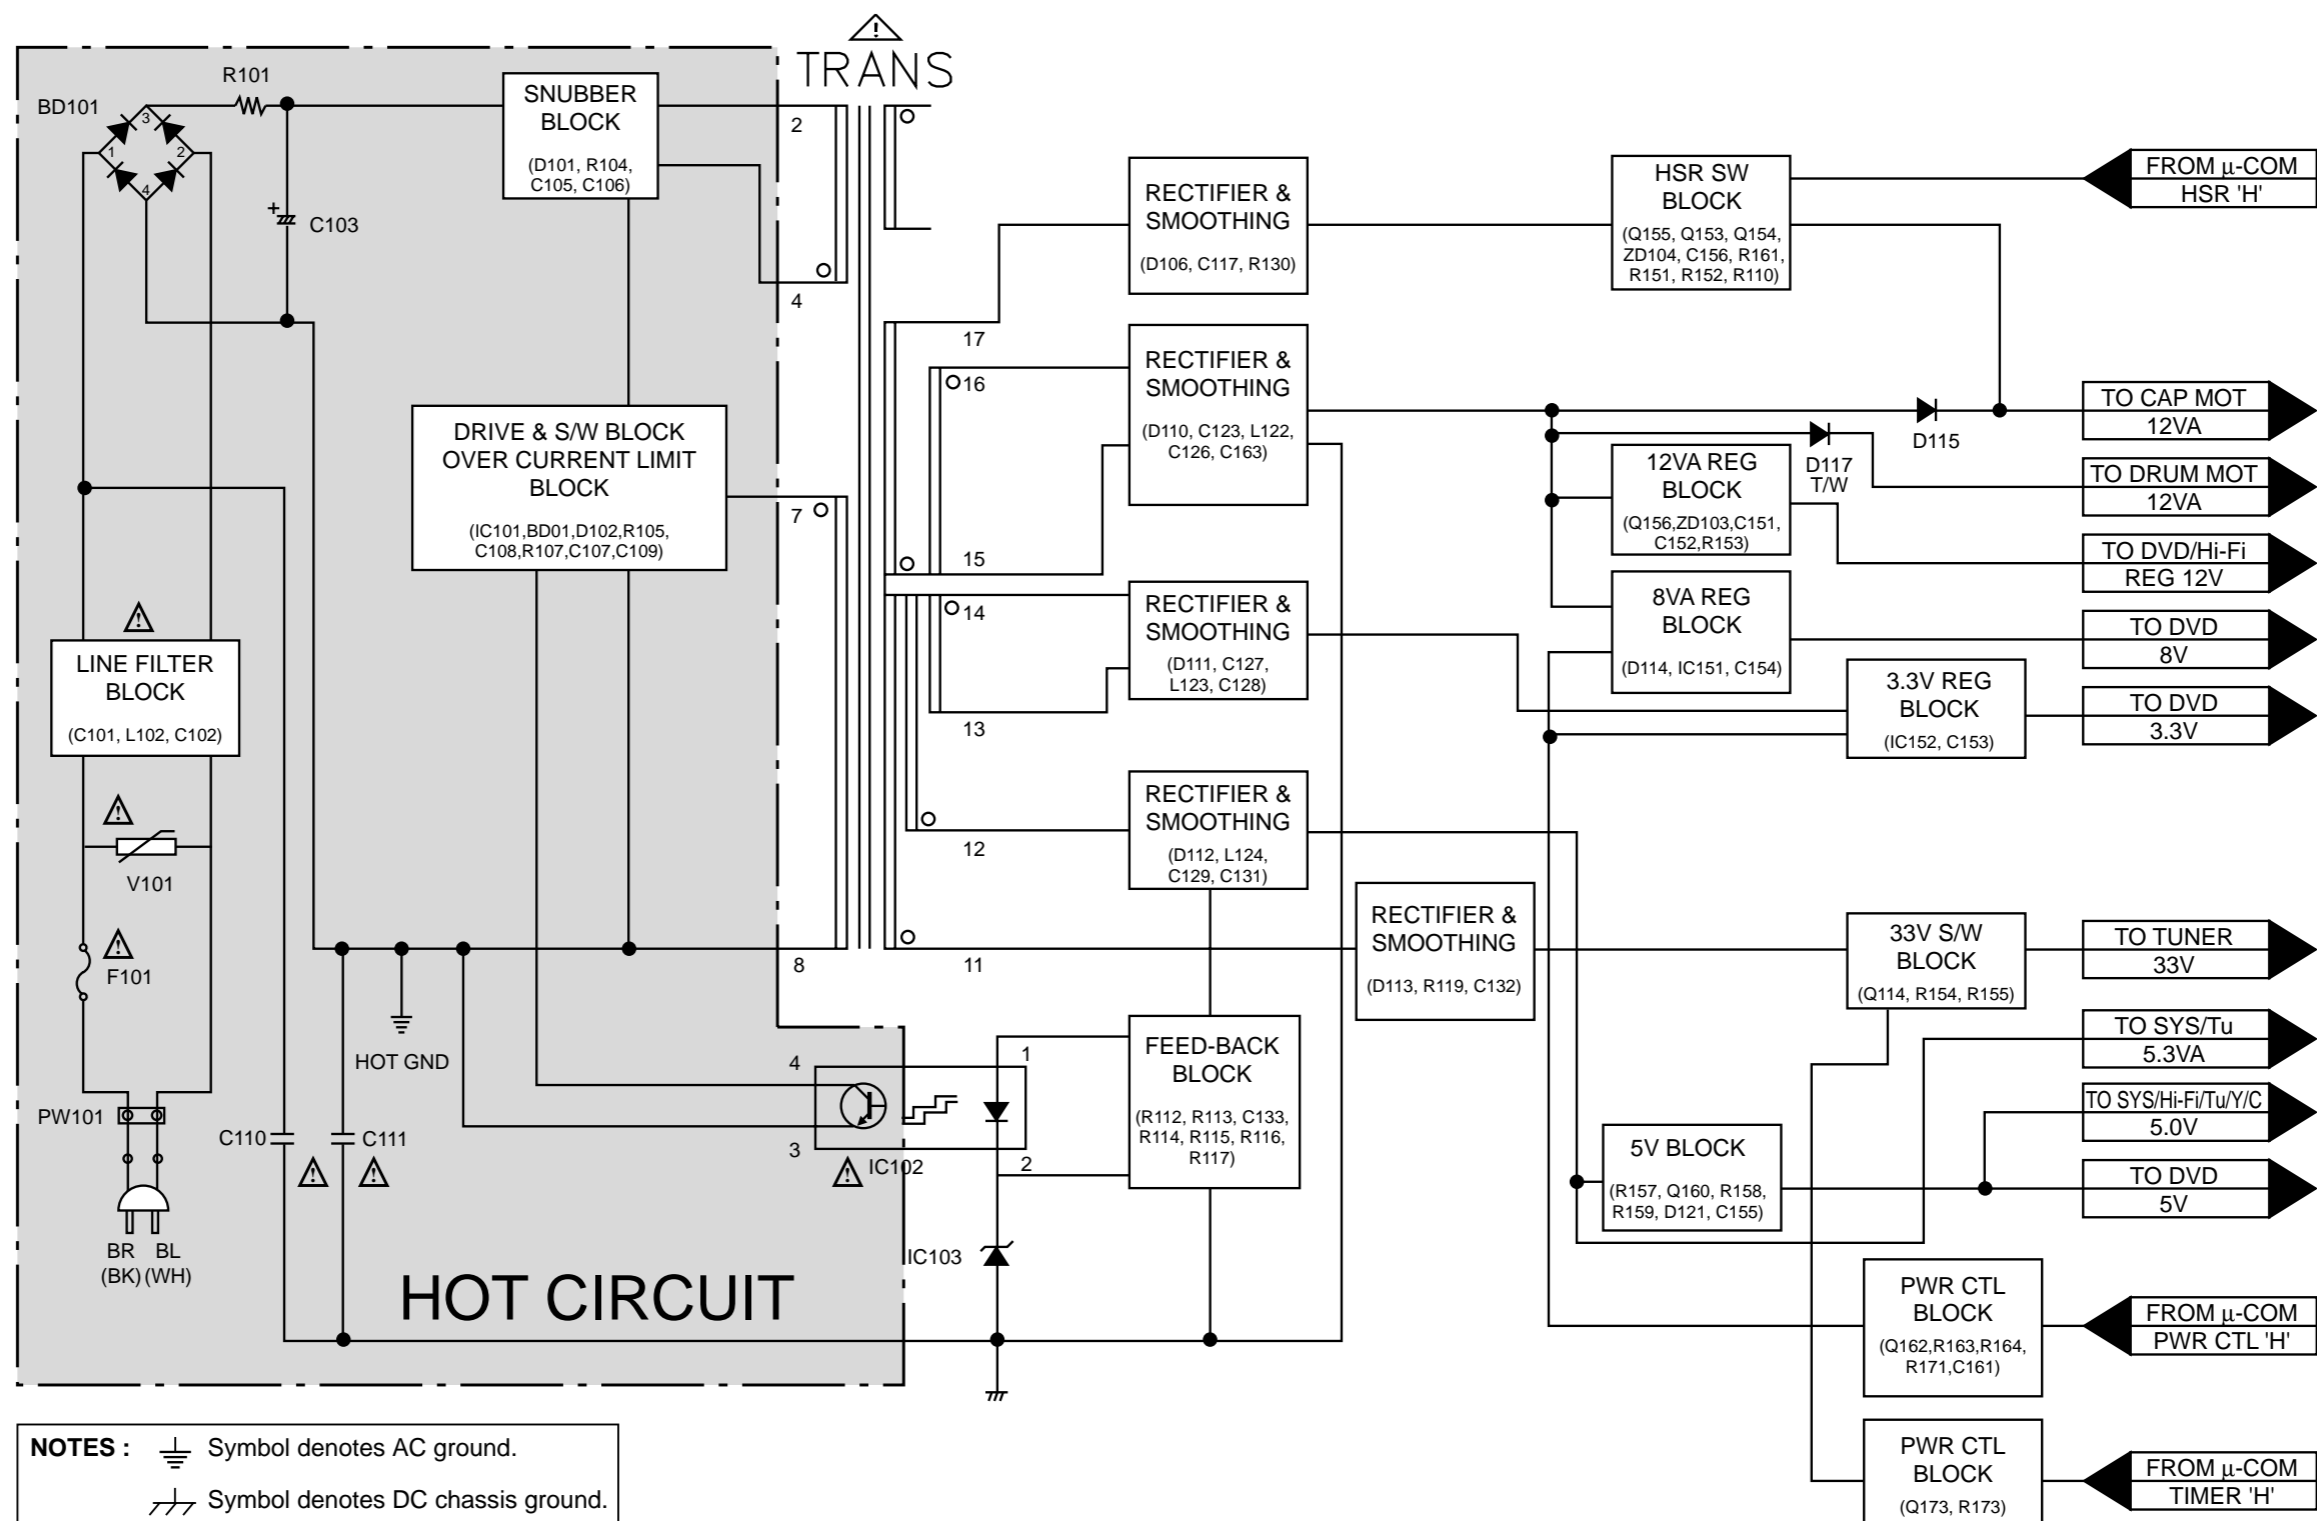 TRANS
R101
BD101
3
1
2
4
+
C103
SNUBBER
BLOCK
(D101, R104,
C105, C106)
2
4
DRIVE & S/W BLOCK
OVER CURRENT LIMIT
BLOCK
(IC101,BD01,D102,R105,
C108,R107,C107,C109)
7
8
LINE FILTER
BLOCK
(C101, L102, C102)
V101
F101
PW101
BR
BL
(BK)
(WH)
C110
C111
HOT GND
HOT CIRCUIT
4
3
1
2
IC102
IC103
17
16
15
14
13
12
11
RECTIFIER &
SMOOTHING
(D106, C117, R130)
RECTIFIER &
SMOOTHING
(D110, C123, L122,
C126, C163)
RECTIFIER &
SMOOTHING
(D111, C127,
L123, C128)
RECTIFIER &
SMOOTHING
(D112, L124,
C129, C131)
RECTIFIER &
SMOOTHING
(D113, R119, C132)
FEED-BACK
BLOCK
(R112, R113, C133,
R114, R115, R116,
R117)
HSR SW
BLOCK
(Q155, Q153, Q154,
ZD104, C156, R161,
R151, R152, R110)
D115
D117
T/W
12VA REG
BLOCK
(Q156,ZD103,C151,
C152,R153)
8VA REG
BLOCK
(D114, IC151, C154)
3.3V REG
BLOCK
(IC152, C153)
33V S/W
BLOCK
(Q114, R154, R155)
5V BLOCK
(R157, Q160, R158,
R159, D121, C155)
PWR CTL
BLOCK
(Q162,R163,R164,
R171,C161)
PWR CTL
BLOCK
(Q173, R173)
FROM μ-COM
HSR 'H'
TO CAP MOT
12VA
TO DRUM MOT
12VA
TO DVD/Hi-Fi
REG 12V
TO DVD
8V
TO DVD
3.3V
TO TUNER
33V
TO SYS/Tu
5.3VA
TO SYS/Hi-Fi/Tu/Y/C
5.0V
TO DVD
5V
FROM μ-COM
PWR CTL 'H'
FROM μ-COM
TIMER 'H'
NOTES : Symbol denotes AC ground.
Symbol denotes DC chassis ground.